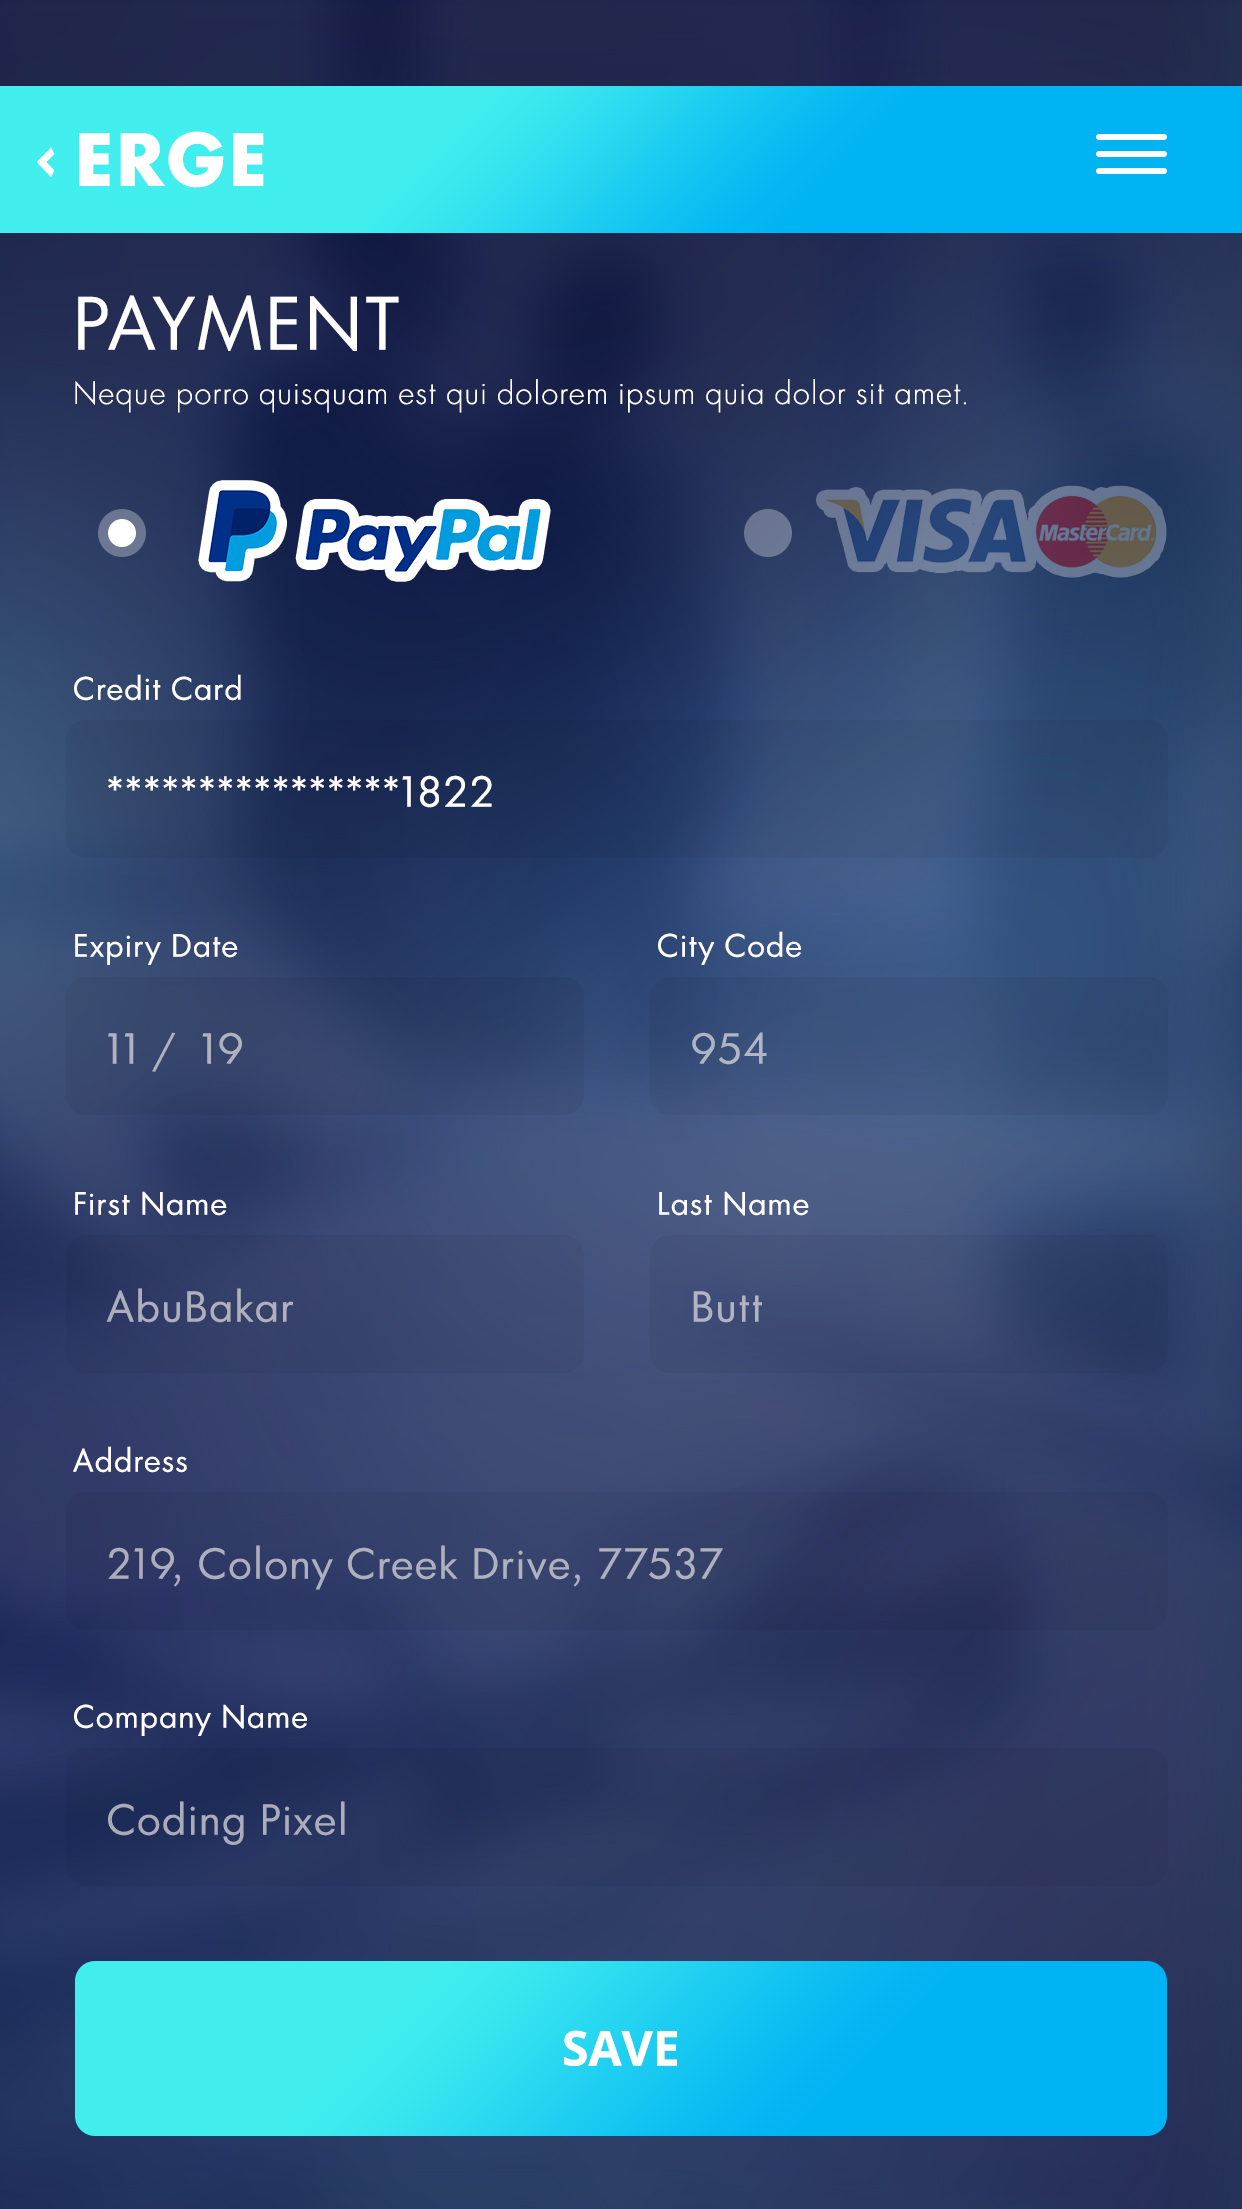 ERGE
PAYMENT
Neque porro quisquam est qui dolorem ipsum quia dolor sit amet.
PayPal VISA MasterCard
Credit Card
****************1822
Expiry Date City Code
11 / 19 954
First Name Last Name
AbuBakar Butt
Address
219, Colony Creek Drive, 77537
Company Name
Coding Pixel
SAVE